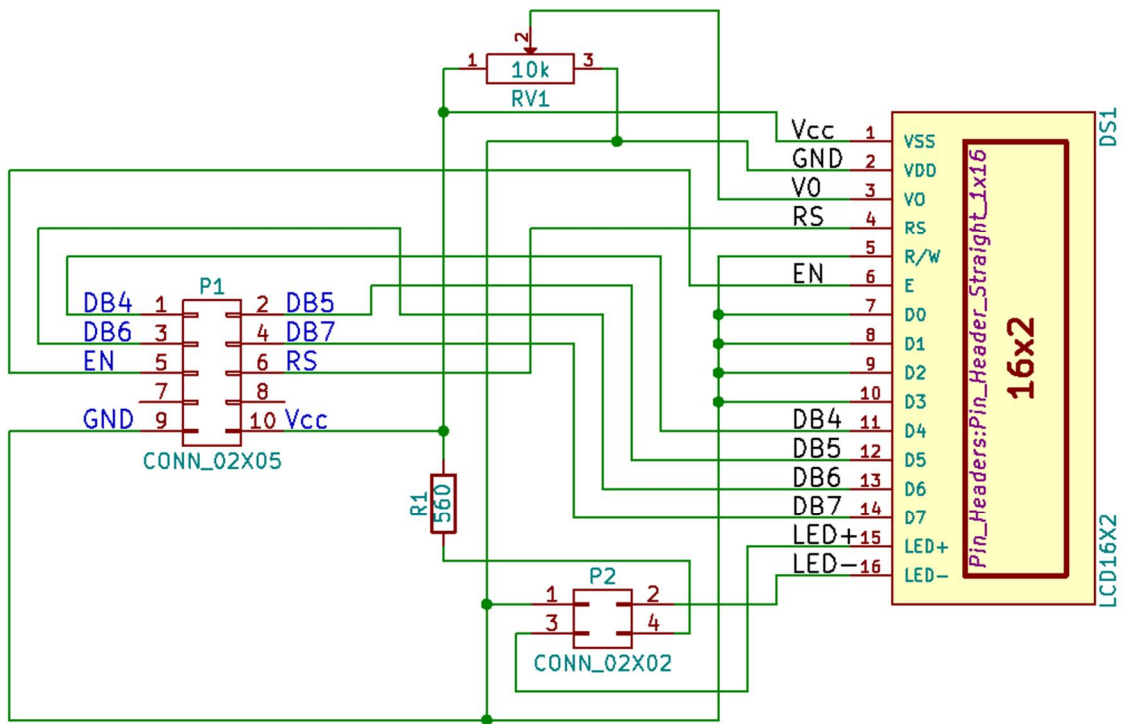 2
1
10k
3
RV1
DS1
Vcc 1 VSS
GND 2 VDD
V0 3 VO
RS 4 RS
5 R/W
EN 6 E
7 D0
8 D1
9 D2
10 D3
DB4 11 D4
DB5 12 D5
DB6 13 D6
DB7 14 D7
LED+ 15 LED+
LED- 16 LED-
Pin_Headers:Pin_Header_Straight_1x16
16x2
LCD16X2
P1
DB4 1 2 DB5
DB6 3 4 DB7
EN 5 6 RS
7 8
GND 9 10 Vcc
CONN_02X05
R1
560
P2
1 2
3 4
CONN_02X02